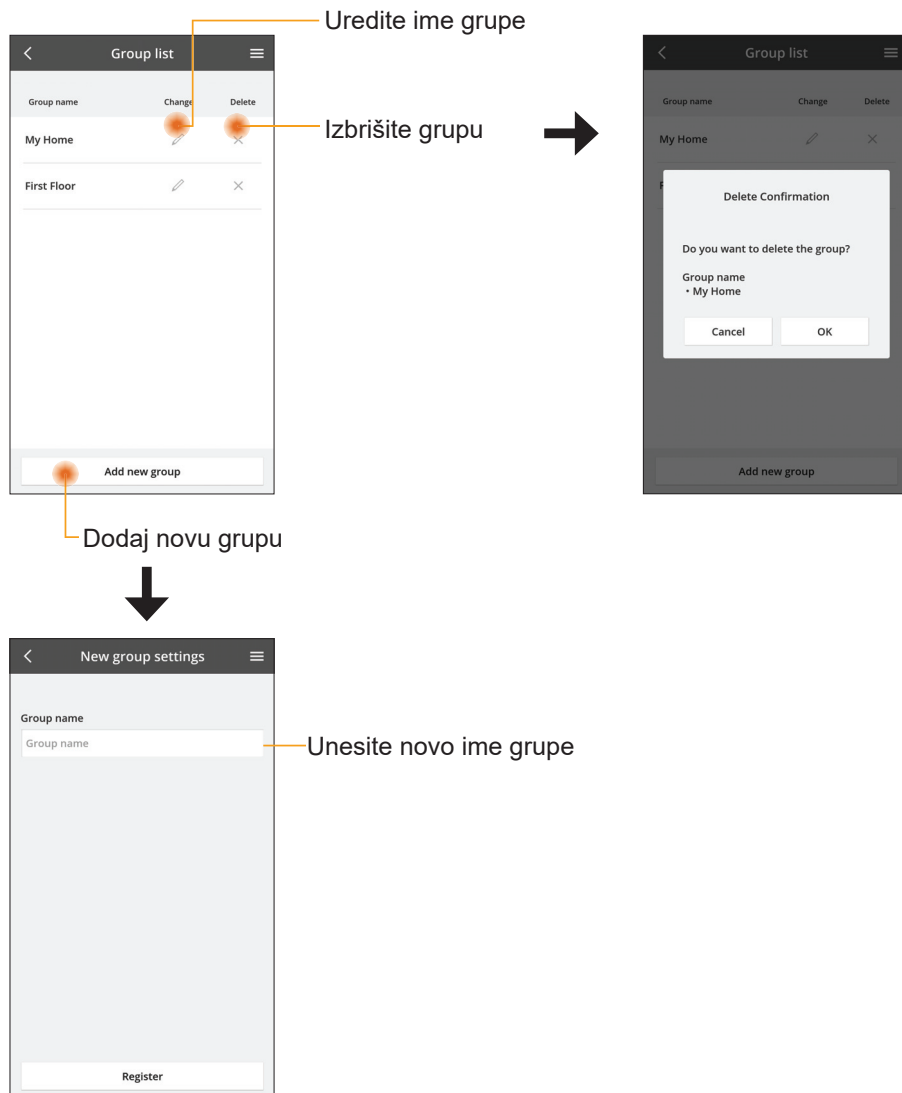 Uredite ime grupe
Group list
Group name Change Delete
My Home
First Floor
Izbrišite grupu
Add new group
Dodaj novu grupu
Group list
Group name Change Delete
My Home
F
Delete Confirmation
Do you want to delete the group?
Group name
• My Home
Cancel OK
Add new group
New group settings
Group name
Group name
Unesite novo ime grupe
Register